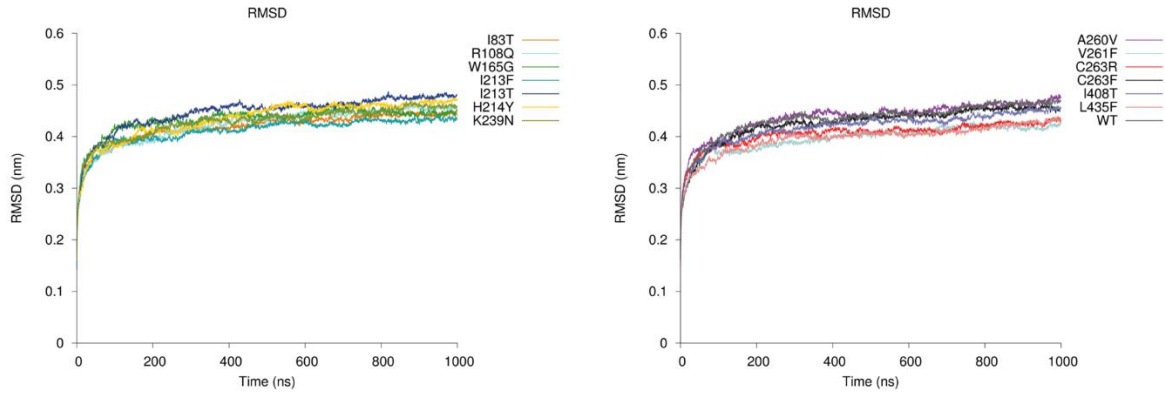 RMSD
RMSD (nm)
0.6
0.5
0.4
0.3
0.2
0.1
0
0 200 400 600 800 1000
Time (ns)
I83T
R108Q
W165G
I213F
I213T
H214Y
K239N
RMSD
RMSD (nm)
0.6
0.5
0.4
0.3
0.2
0.1
0
0 200 400 600 800 1000
Time (ns)
A260V
V261F
C263R
C263F
I408T
L435F
WT